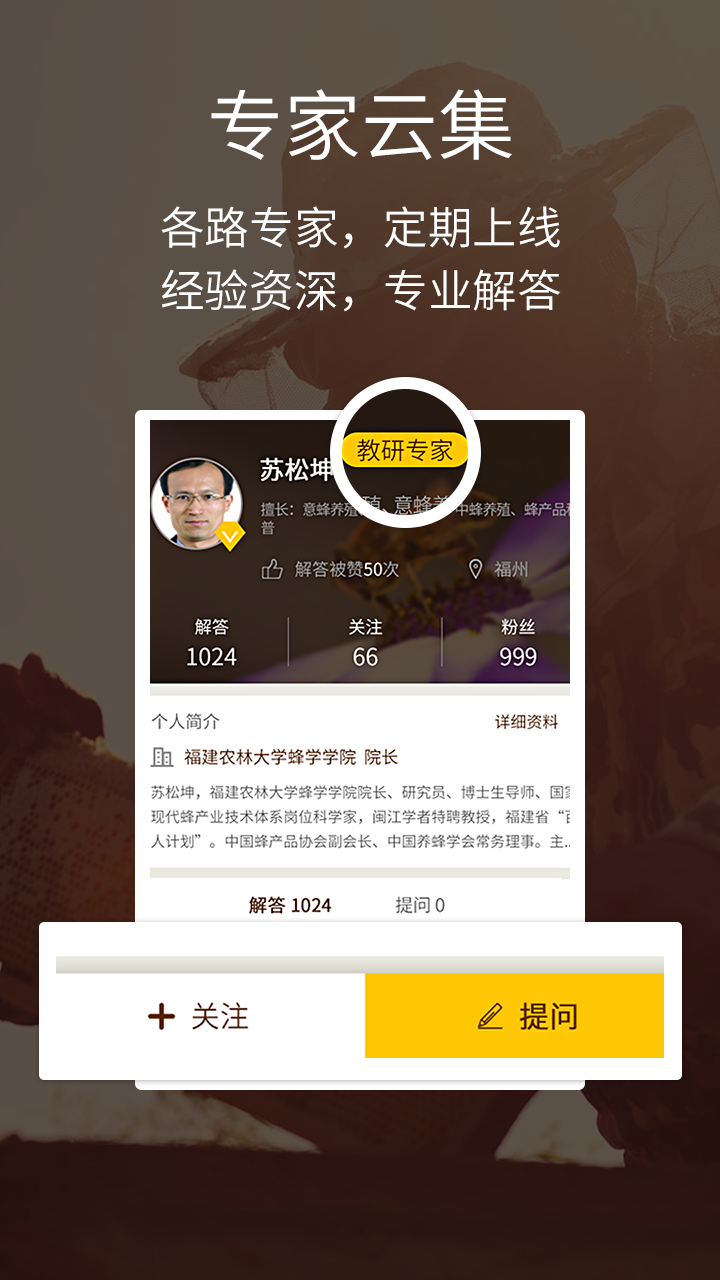 专家云集
各路专家，定期上线
经验资深，专业解答
教研专家
苏松坤
擅长：意蜂养殖、意蜂养 中蜂养殖、蜂产品科
普
解答被赞50次
福州
解答
关注
粉丝
1024
66
999
个人简介
详细资料
福建农林大学蜂学学院 院长
苏松坤，福建农林大学蜂学学院院长、研究员、博士生导师、国家
现代蜂产业技术体系岗位科学家，闽江学者特聘教授，福建省“百
人计划”。中国蜂产品协会副会长、中国养蜂学会常务理事。主...
解答 1024
提问 0
关注
提问